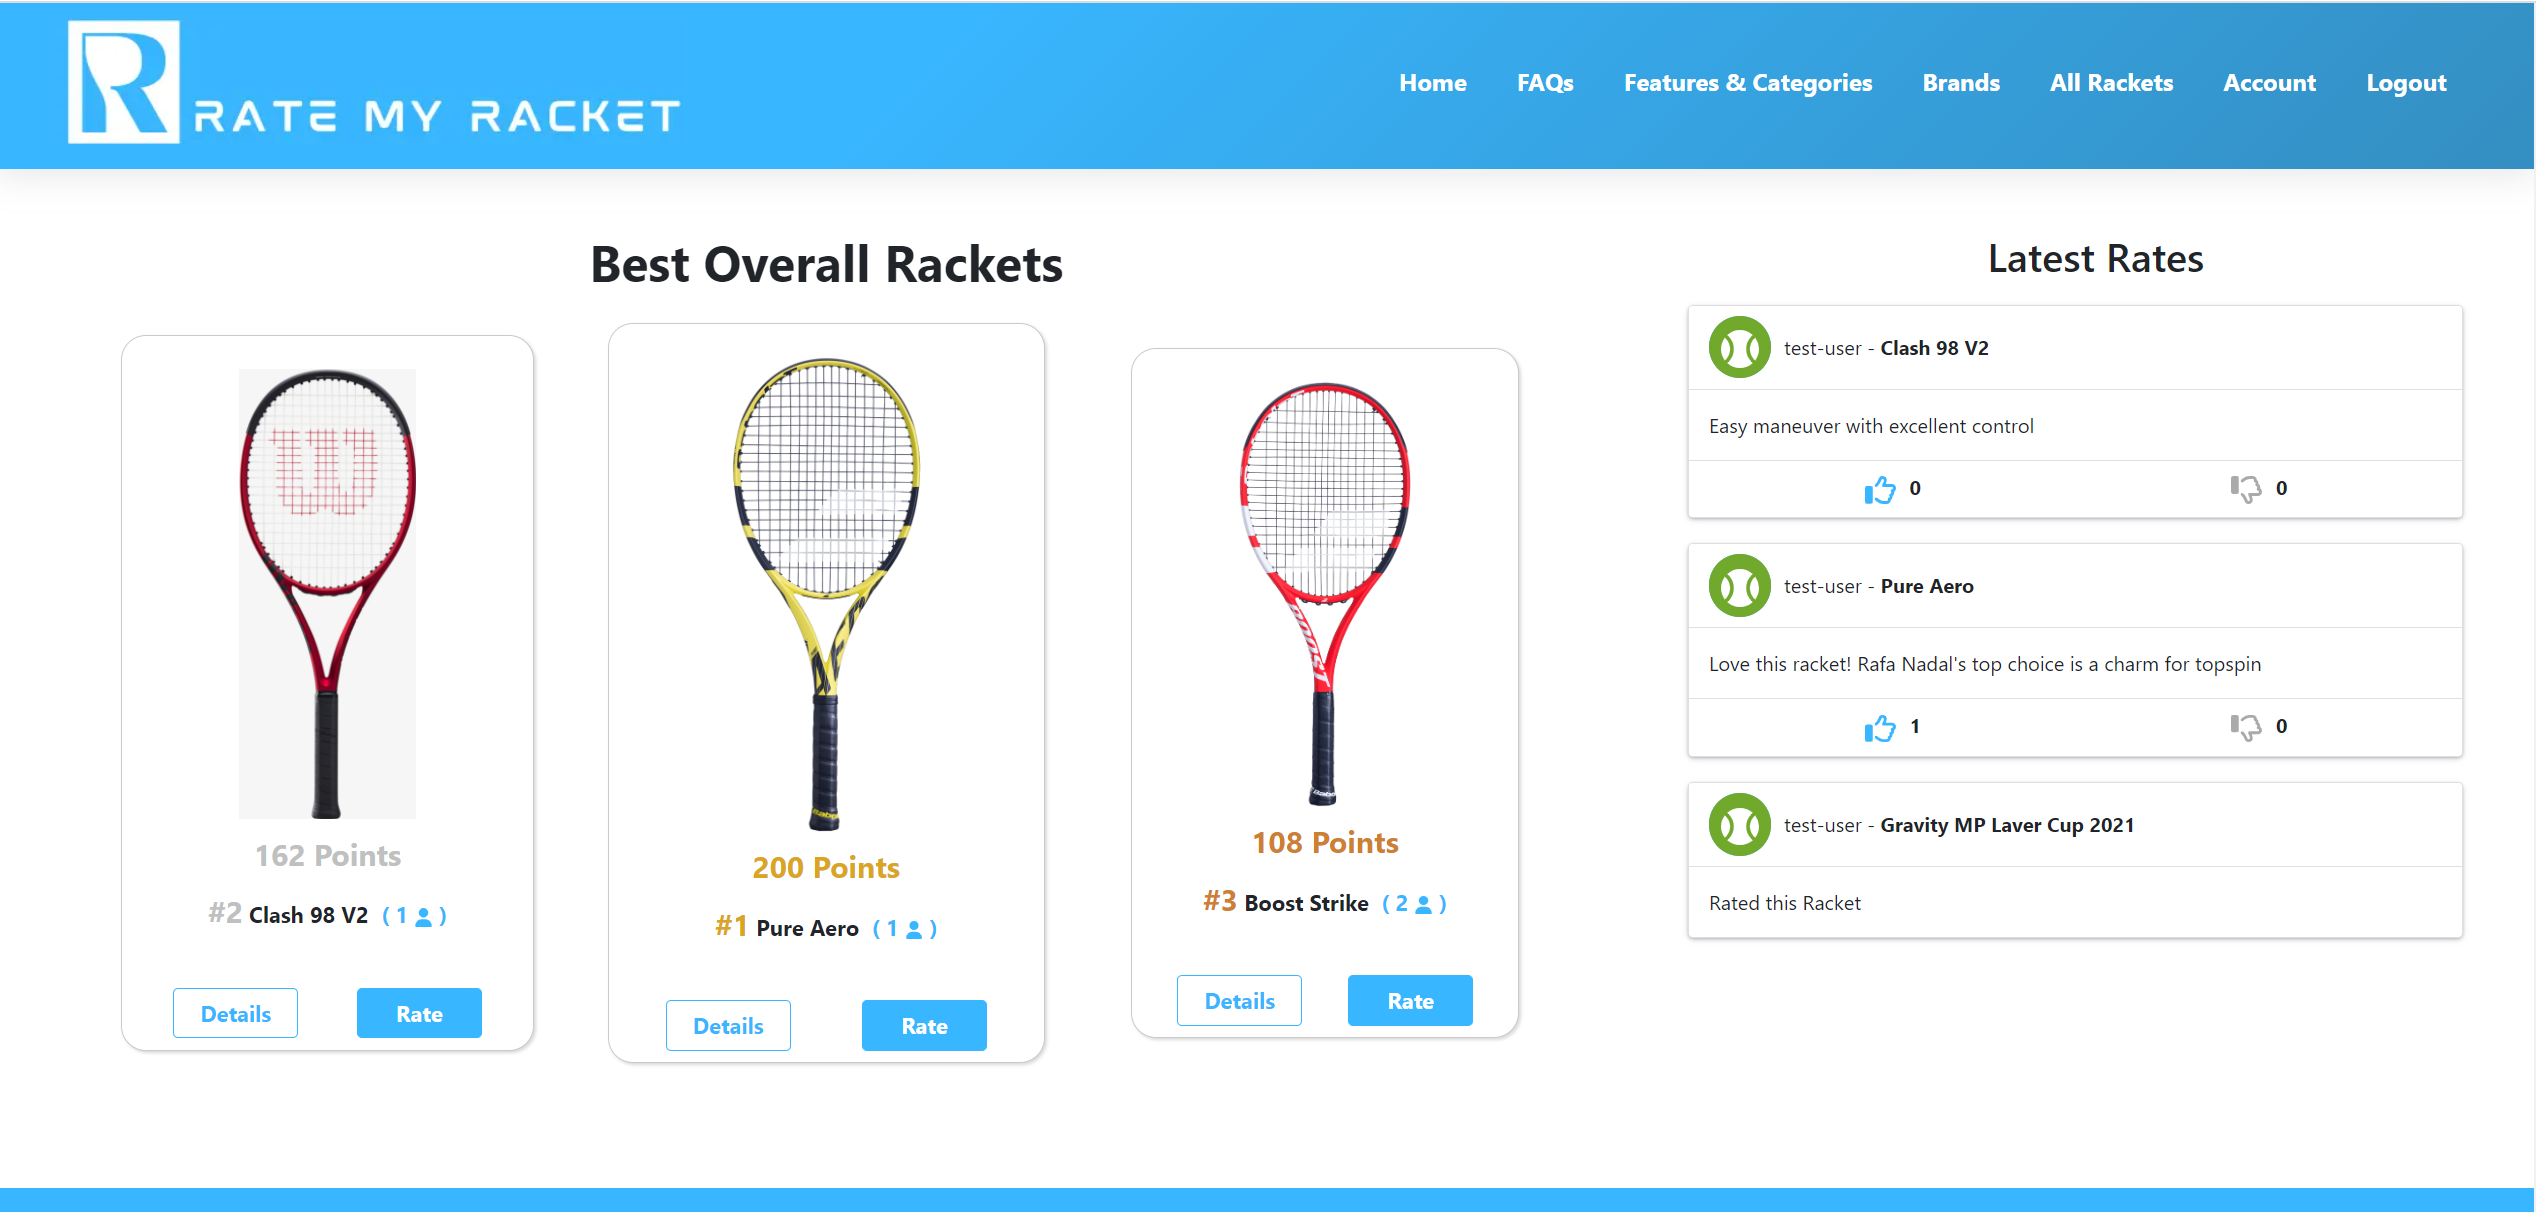 R RATE MY RACKET
Home FAQs Features & Categories Brands All Rackets Account Logout
Best Overall Rackets
162 Points
#2 Clash 98 V2 ( 1 )
Details Rate
200 Points
#1 Pure Aero ( 1 )
Details Rate
BOOST
108 Points
#3 Boost Strike ( 2 )
Details Rate
Latest Rates
test-user - Clash 98 V2
Easy maneuver with excellent control
0 0
test-user - Pure Aero
Love this racket! Rafa Nadal's top choice is a charm for topspin
1 0
test-user - Gravity MP Laver Cup 2021
Rated this Racket